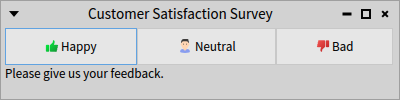 Customer Satisfaction Survey
Happy Neutral Bad
Please give us your feedback.